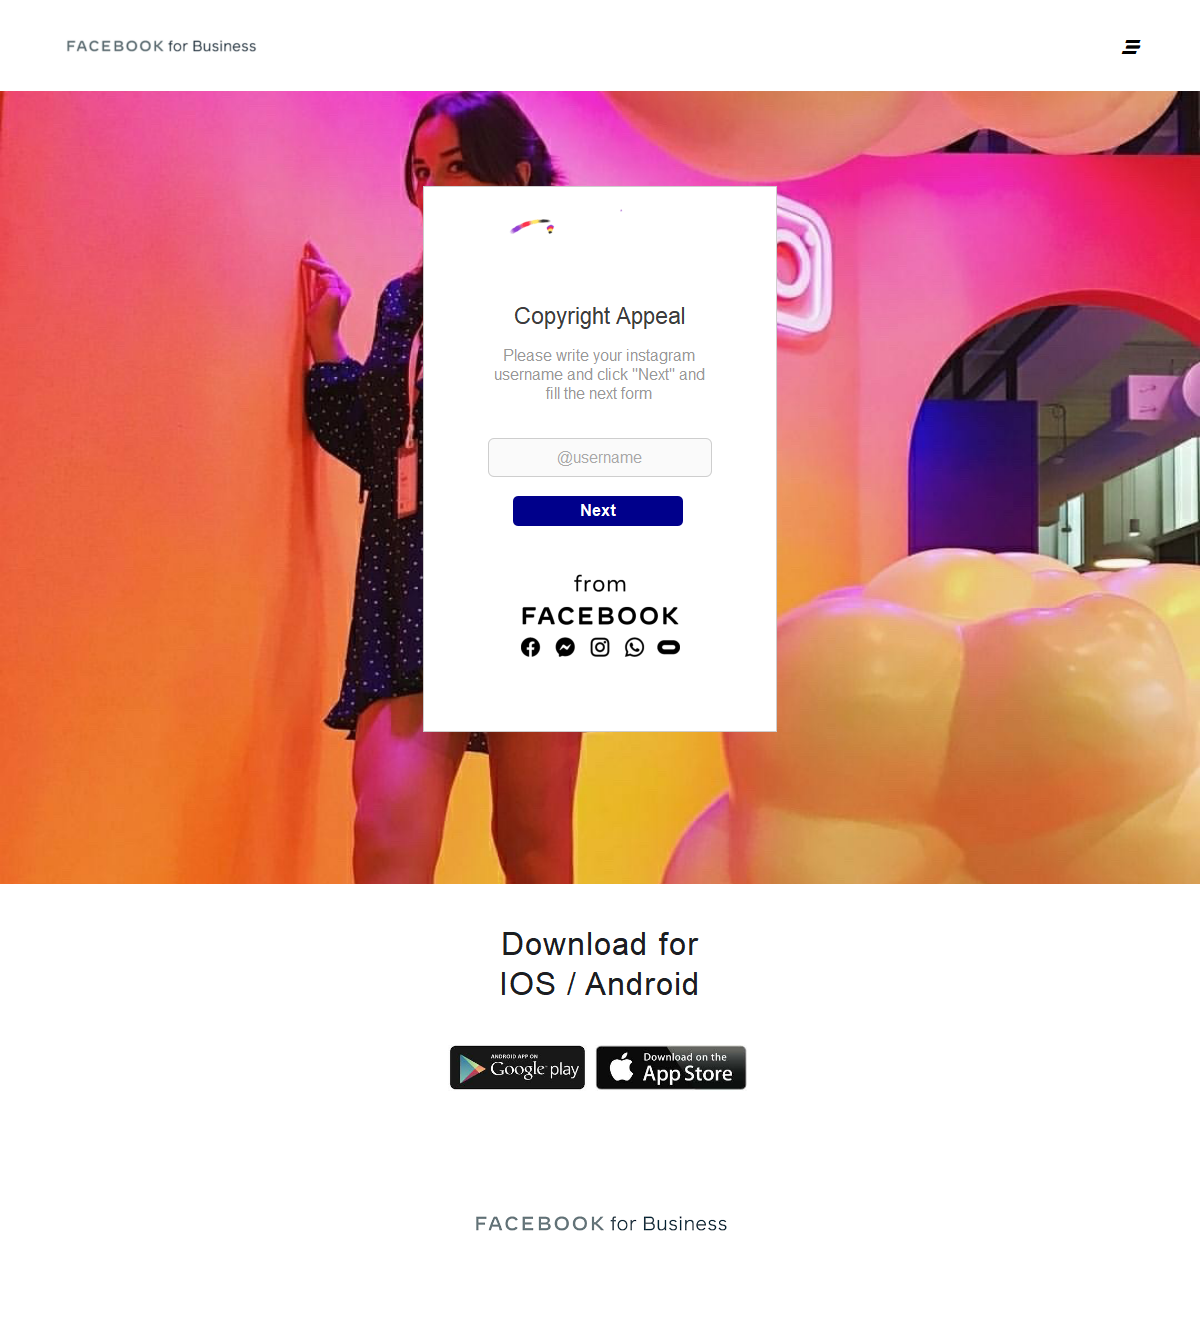 FACEBOOK for Business
Copyright Appeal
Please write your instagram
username and click "Next" and
fill the next form
@username
Next
from
FACEBOOK
Download for
IOS / Android
ANDROID APP ON
Google play
Download on the
App Store
FACEBOOK for Business